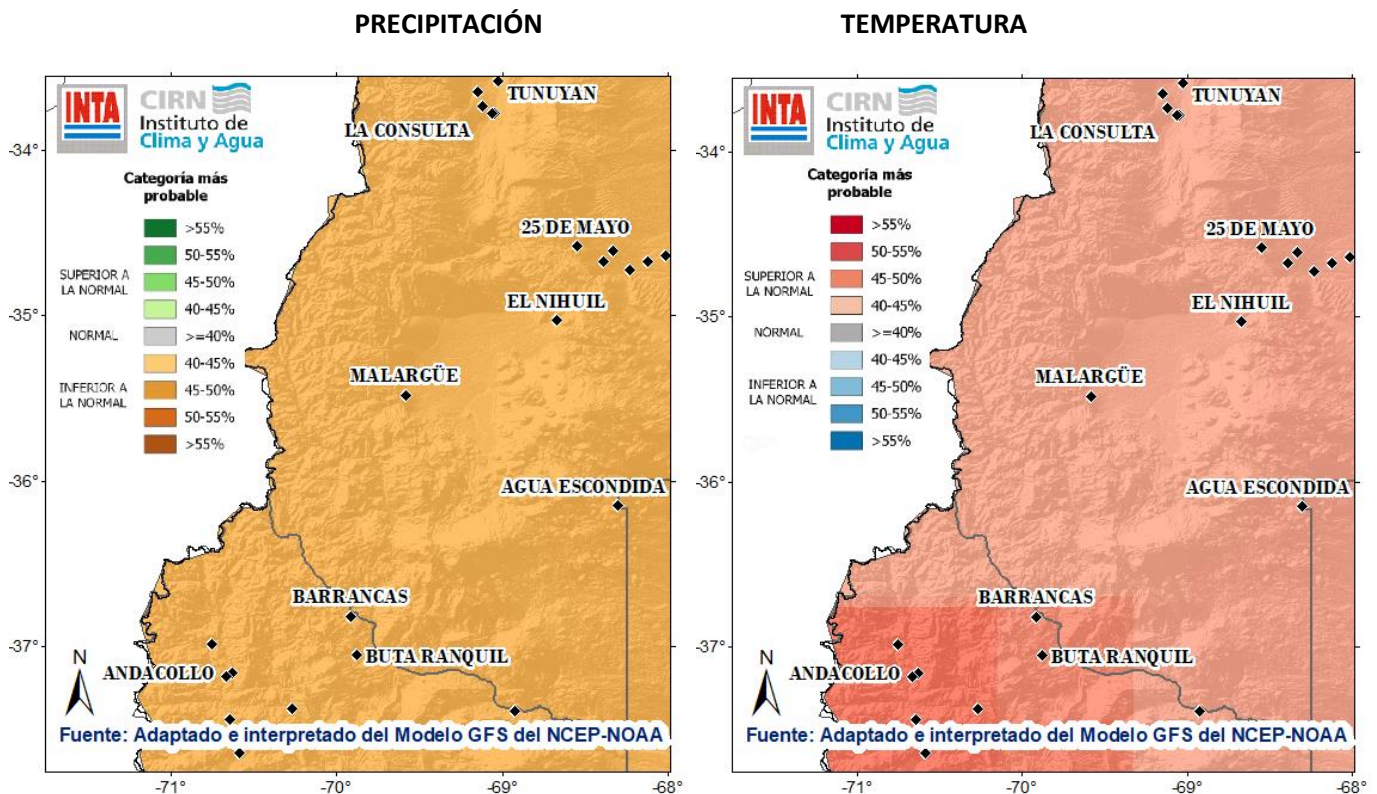 PRECIPITACIÓN
TEMPERATURA
INTA
CIRN
Instituto de
Clima y Agua
Categoría más
probable
>55%
50-55%
SUPERIOR A
LA NORMAL
45-50%
40-45%
NORMAL
>=40%
40-45%
INFERIOR A
LA NORMAL
45-50%
50-55%
>55%
TUNUYAN
LA CONSULTA
25 DE MAYO
EL NIHUIL
MALARGÜE
AGUA ESCONDIDA
BARRANCAS
BUTA RANQUIL
ANDACOLLO
N
Fuente: Adaptado e interpretado del Modelo GFS del NCEP-NOAA
-34°
-35°
-36°
-37°
-71°
-70°
-69°
-68°
INTA
CIRN
Instituto de
Clima y Agua
Categoría más
probable
>55%
50-55%
SUPERIOR A
LA NORMAL
45-50%
40-45%
NORMAL
>=40%
40-45%
INFERIOR A
LA NORMAL
45-50%
50-55%
>55%
TUNUYAN
LA CONSULTA
25 DE MAYO
EL NIHUIL
MALARGÜE
AGUA ESCONDIDA
BARRANCAS
BUTA RANQUIL
ANDACOLLO
N
Fuente: Adaptado e interpretado del Modelo GFS del NCEP-NOAA
-34°
-35°
-36°
-37°
-71°
-70°
-69°
-68°